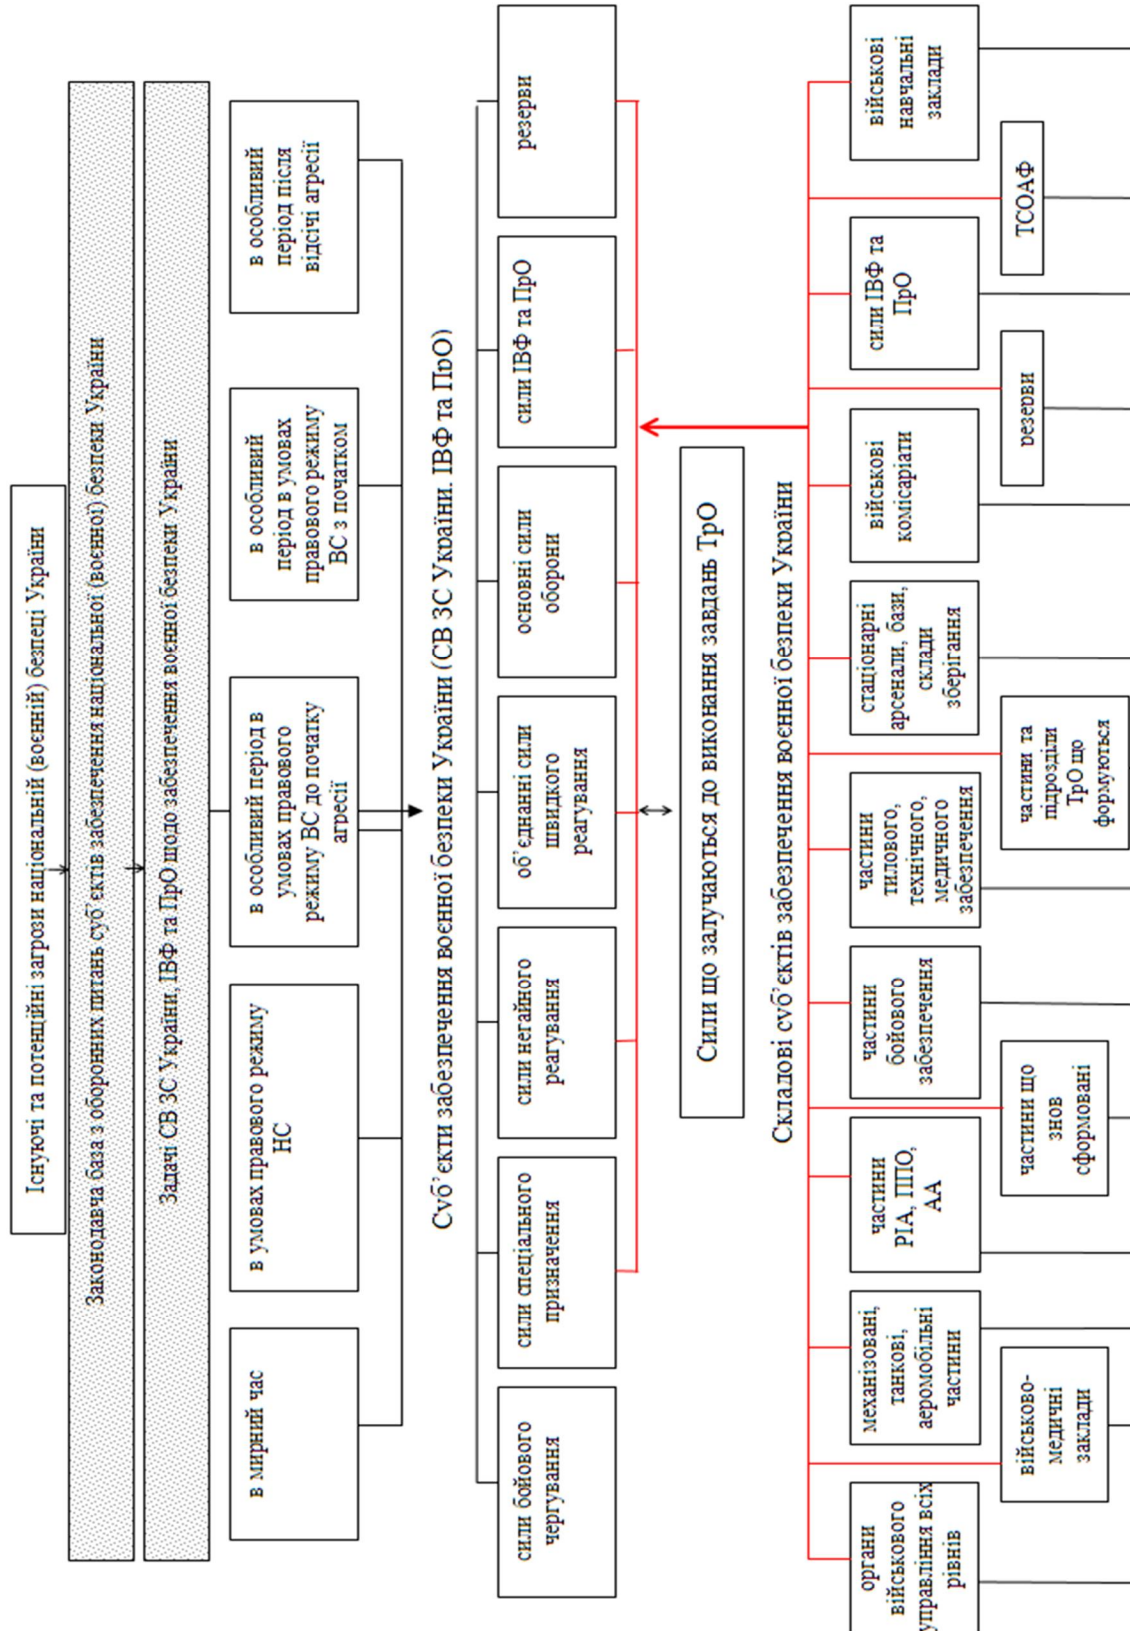 Існуючі та потенційні загрози національній (воєнній) безпеці України
Законодавча база з оборонних питань суб’єктів забезпечення національної (воєнної) безпеки України
Задачі СВ ЗС України, ІВФ та ПрО щодо забезпечення воєнної безпеки України
в мирний час
в умовах правового режиму
НС
в особливий період в
умовах правового
режиму ВС до початку
агресії
в особливий
період в умовах
правового режиму
ВС з початком
в особливий
період після
відсічі агресії
Суб’єкти забезпечення воєнної безпеки України (СВ ЗС України. ІВФ та ПрО)
сили бойового
чергування
сили спеціального
призначення
сили негайного
реагування
об’єднанні сили
швидкого
реагування
основні сили
оборони
сили ІВФ та ПрО
резерви
Сили що залучаються до виконання завдань ТрО
Складові суб’єктів забезпечення воєнної безпеки України
органи
військового
управління всіх
рівнів
механізовані,
танкові,
аеромобільні
частини
частини
РіА, ППО,
АА
частини
бойового
забезпечення
частини
тилового,
технічного,
медичного
забезпечення
стаціонарні
арсенали, бази,
склади
зберігання
військові
комісаріати
сили ІВФ та
ПрО
військові
навчальні
заклади
військово-
медичні
заклади
частини що
знов
сформовані
частини та
підрозділи
ТрО що
формуються
резерви
ТСОАФ